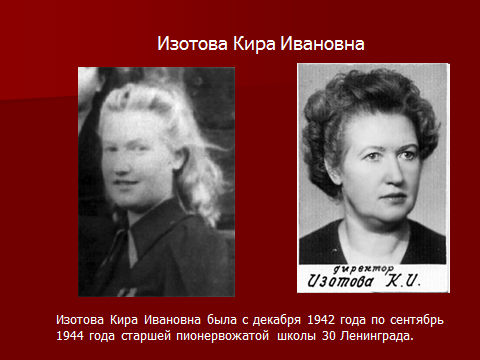 Изотова Кира Ивановна
директор
Изотова К.И.
Изотова Кира Ивановна была с декабря 1942 года по сентябрь
1944 года старшей пионервожатой школы 30 Ленинграда.